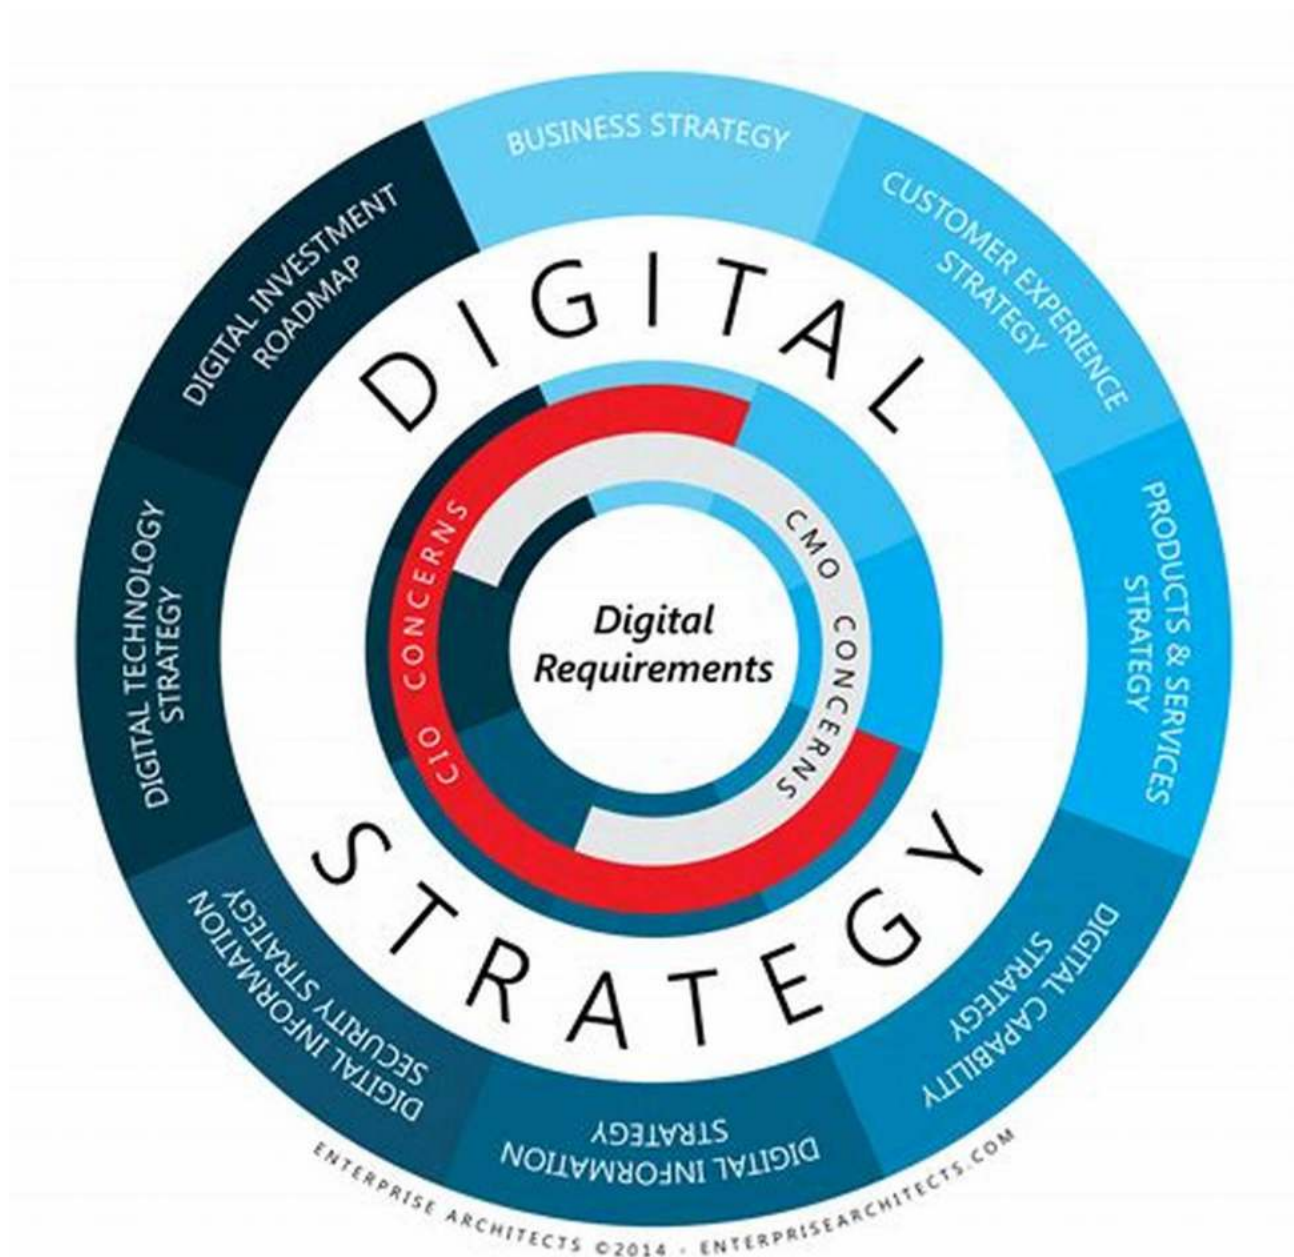 BUSINESS STRATEGY
CUSTOMER EXPERIENCE
STRATEGY
PRODUCTS & SERVICES
STRATEGY
DIGITAL CAPABILITY
STRATEGY
DIGITAL INFORMATION
STRATEGY
DIGITAL INFORMATION
SECURITY STRATEGY
DIGITAL TECHNOLOGY
STRATEGY
DIGITAL INVESTMENT
ROADMAP
DIGITAL
STRATEGY
CIO CONCERNS
CMO CONCERNS
Digital
Requirements
ENTERPRISE ARCHITECTS ©2014 - ENTERPRISEARCHITECTS.COM